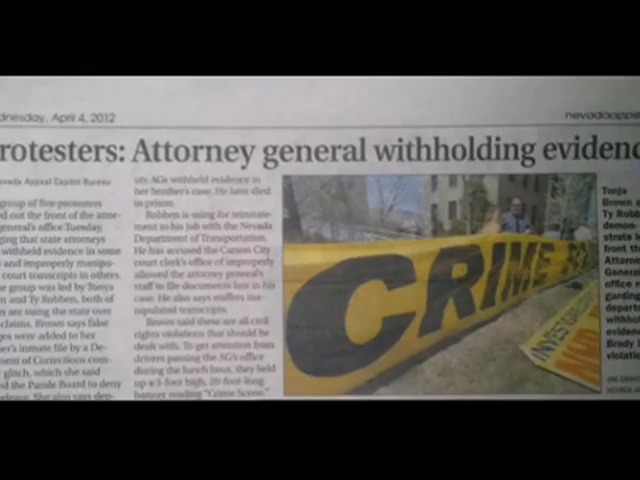 dnesday, April 4, 2012
nevadaappe
rotesters: Attorney general withholding evidenc
evada Appeal Capitol Bureau
group of five protesters
ed out the front of the attor-
general's office Tuesday,
ging that state attorneys
withheld evidence in some
and improperly manipu-
court transcripts in others.
e group was led by Tonja
n and Ty Robben, both of
m are suing the state over
claims. Brown says false
ges were added to her
er's inmate file by a De-
ment of Corrections com-
glitch, which she said
ed the Parole Board to deny
release. She also says dep-
uty AGs withheld evidence in
her brother's case. He later died
in prison.
Robben is suing for reinstate-
ment to his job with the Nevada
Department of Transportation.
He has accused the Carson City
court clerk's office of improperly
allowed the attorney general's
staff to file documents late in his
case. He also says staffers ma-
nipulated transcripts.
Brown said these are all civil
rights violations that should be
dealt with. To get attention from
drivers passing the AG's office
during the lunch hour, they held
up a 3-foot high, 20-foot-long
banner reading "Crime Scene."
CRIME
INVESTIGATE
Tonja
Brown a
Ty Robb
demon-
strate i
front th
Attorne
General
office r
garding
departm
withhol
evidenc
Brady
violatio